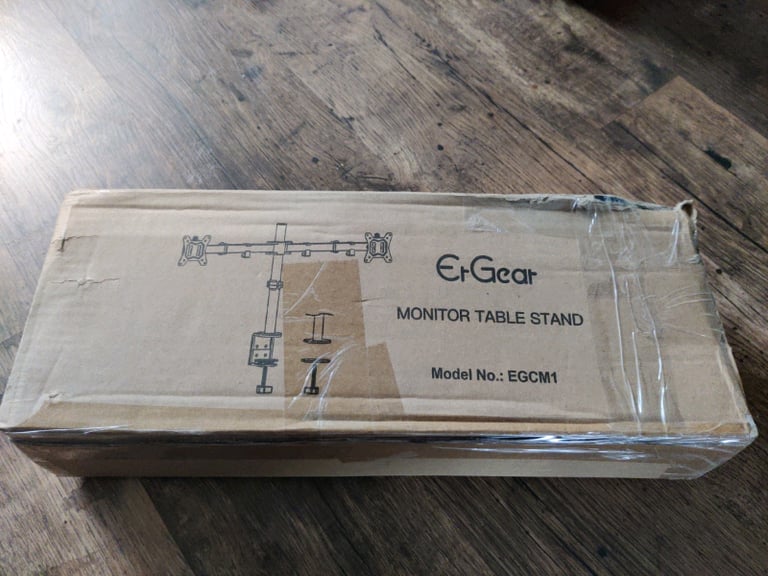 ErGear
MONITOR TABLE STAND
Model No.: EGCM1